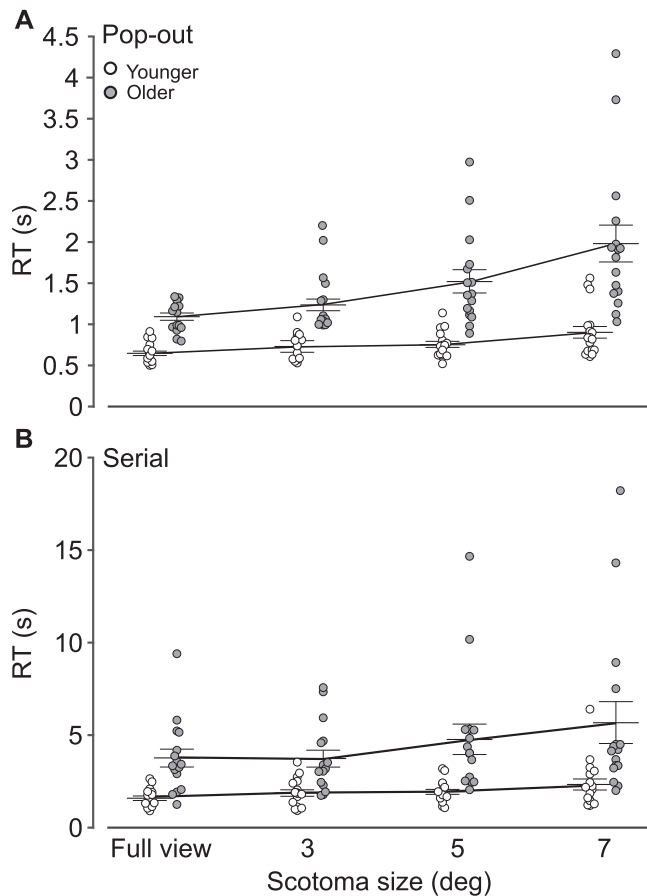 A
Pop-out
Younger
Older
4.5
4
3.5
3
2.5
2
1.5
1
0.5
0
RT (s)
B
Serial
20
15
10
5
0
RT (s)
Full view 3 5 7
Scotoma size (deg)